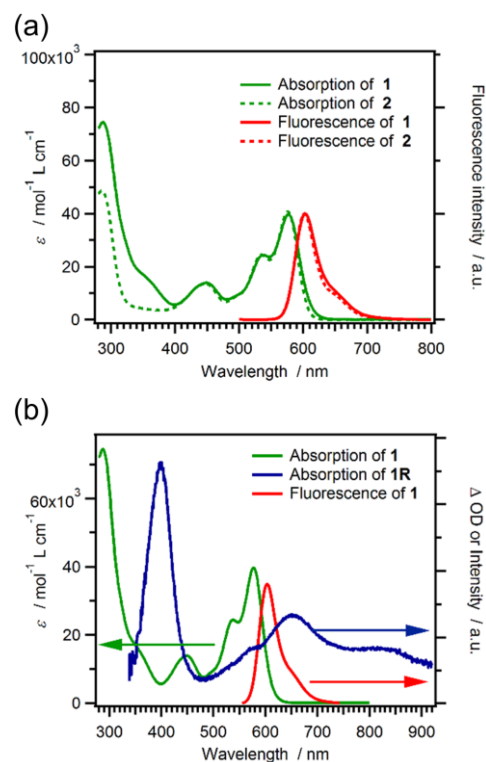 (a)
100x10³
80
60
40
20
0
ε / mol⁻¹ L cm⁻¹
Absorption of 1
Absorption of 2
Fluorescence of 1
Fluorescence of 2
Fluorescence intensity / a.u.
300 400 500 600 700 800
Wavelength / nm
(b)
60x10³
40
20
0
ε / mol⁻¹ L cm⁻¹
Absorption of 1
Absorption of 1R
Fluorescence of 1
Δ OD or Intensity / a.u.
300 400 500 600 700 800 900
Wavelength / nm